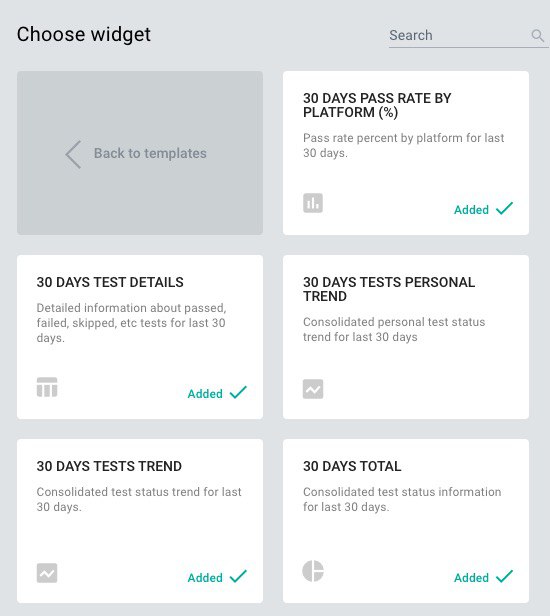 Choose widget
Search
Back to templates
30 DAYS PASS RATE BY
PLATFORM (%)
Pass rate percent by platform for last
30 days.
Added
30 DAYS TEST DETAILS
Detailed information about passed,
failed, skipped, etc tests for last 30
days.
Added
30 DAYS TESTS PERSONAL
TREND
Consolidated personal test status
trend for last 30 days
30 DAYS TESTS TREND
Consolidated test status trend for last
30 days.
Added
30 DAYS TOTAL
Consolidated test status information
for last 30 days.
Added